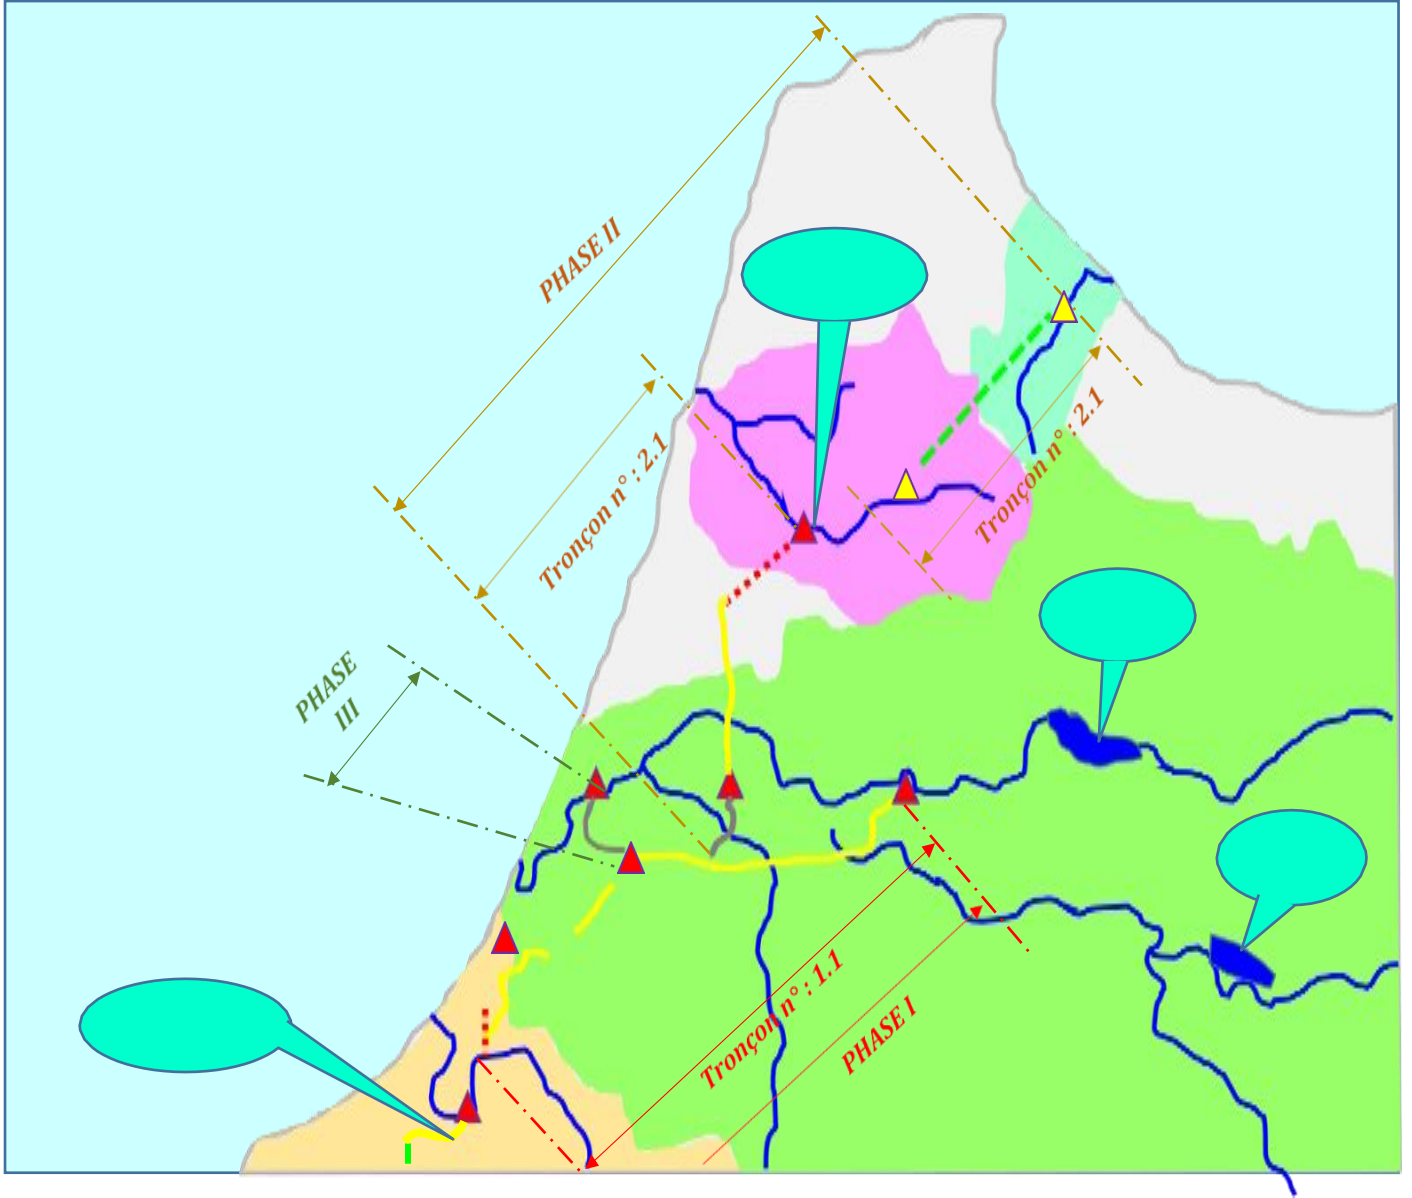 PHASE II
Tronçon n° : 2.1
Tronçon n° : 2.1
PHASE
III
Tronçon n° : 1.1
PHASE I